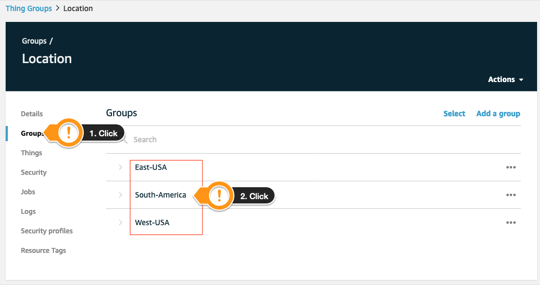 Thing Groups > Location
Groups /
Location
Actions
Details
Groups
1. Click
Things
Security
Jobs
Logs
Security profiles
Resource Tags
Groups
Select
Add a group
Search
East-USA
South-America
2. Click
West-USA